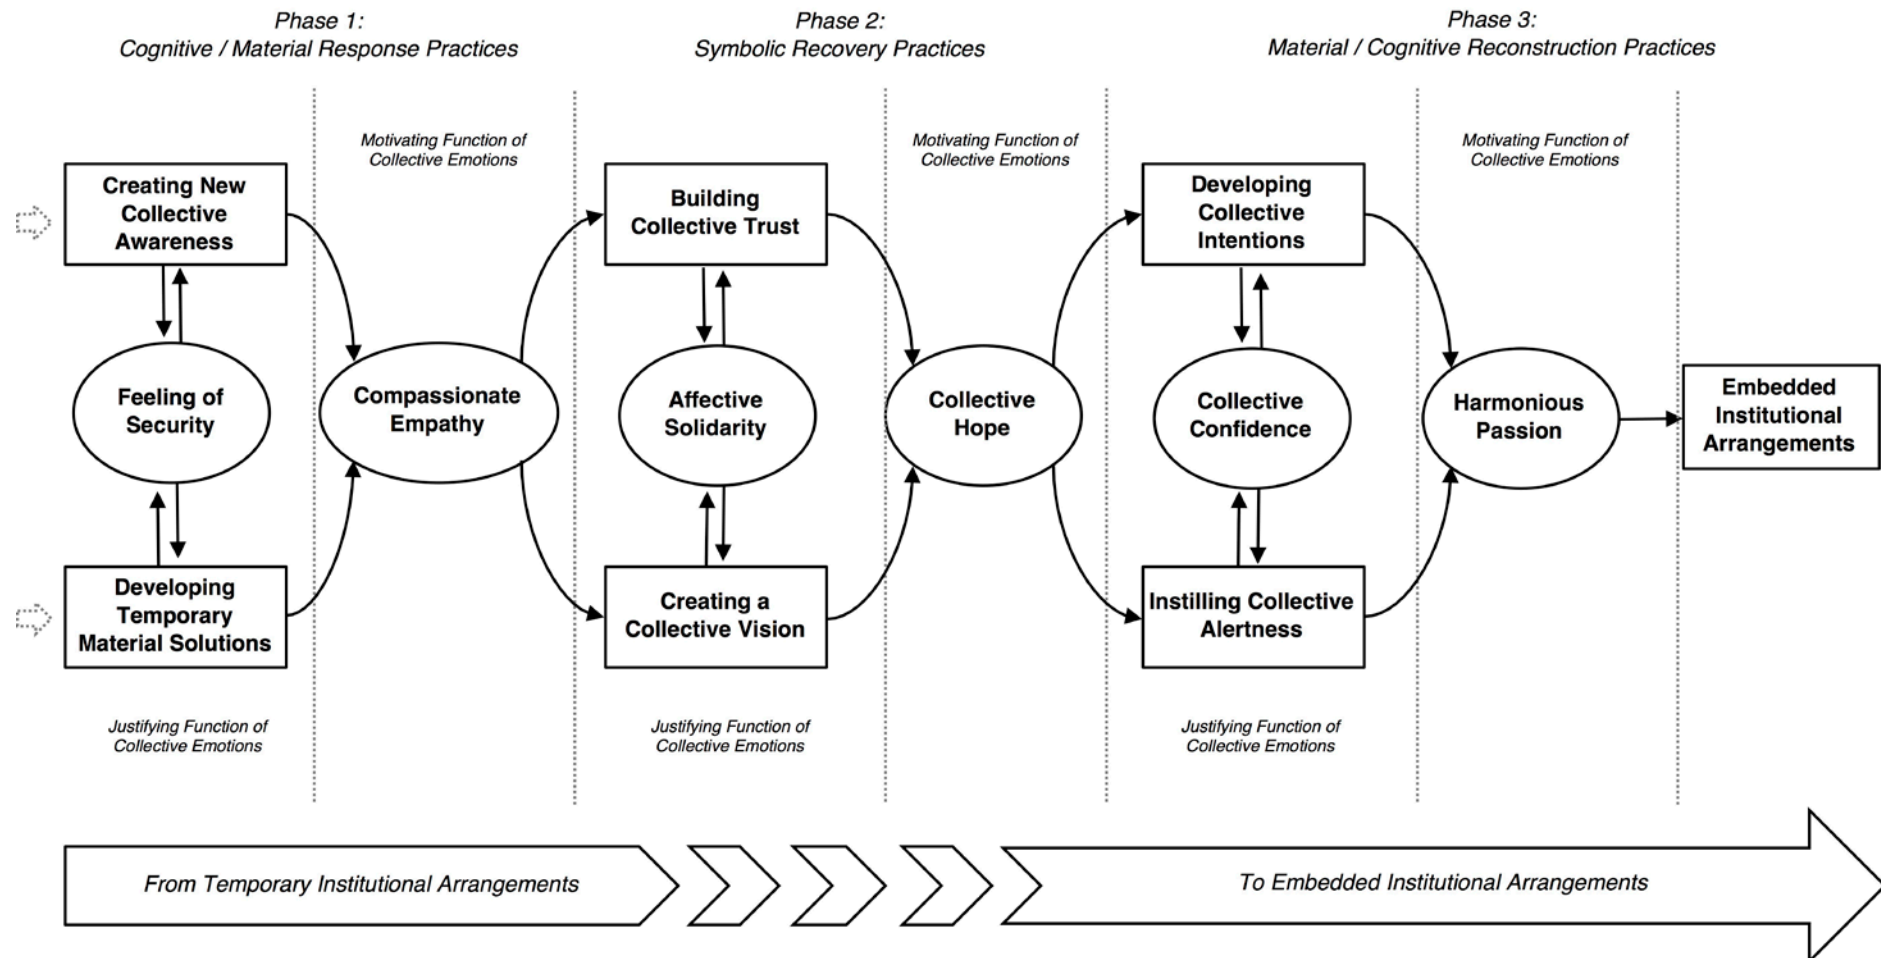 Phase 1:
Cognitive / Material Response Practices
Phase 2:
Symbolic Recovery Practices
Phase 3:
Material / Cognitive Reconstruction Practices
Motivating Function of
Collective Emotions
Motivating Function of
Collective Emotions
Motivating Function of
Collective Emotions
Creating New
Collective
Awareness
Building
Collective Trust
Developing
Collective
Intentions
Feeling of
Security
Compassionate
Empathy
Affective
Solidarity
Collective
Hope
Collective
Confidence
Harmonious
Passion
Embedded
Institutional
Arrangements
Developing
Temporary
Material Solutions
Creating a
Collective Vision
Instilling Collective
Alertness
Justifying Function of
Collective Emotions
Justifying Function of
Collective Emotions
Justifying Function of
Collective Emotions
From Temporary Institutional Arrangements
To Embedded Institutional Arrangements